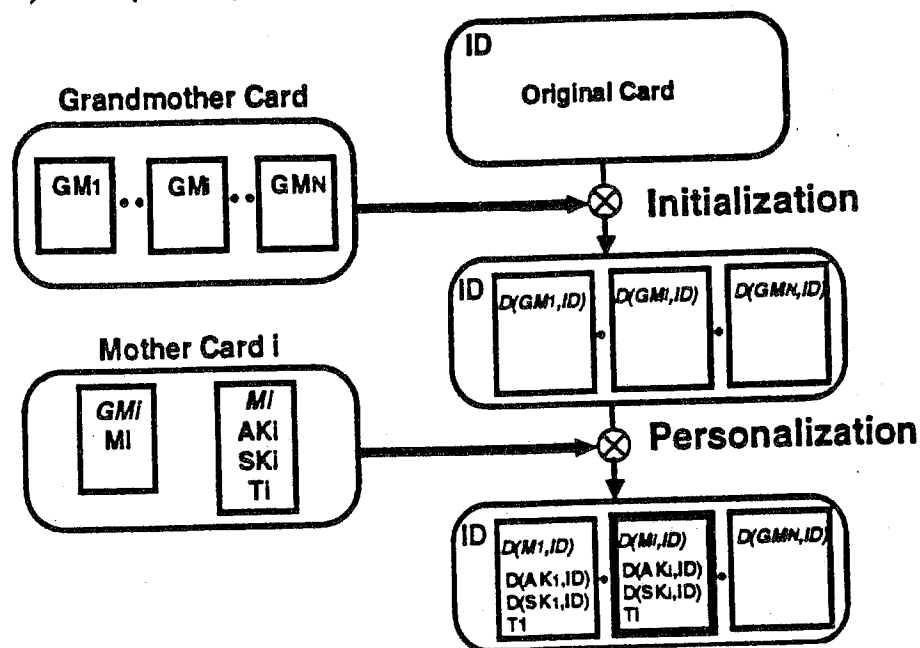 ID
Original Card
Grandmother Card
GM1 .. GMi .. GMN
Initialization
ID
D(GM1,ID) . D(GMi,ID) . D(GMN,ID)
Mother Card i
GMi
Mi
Mi
AKi
SKi
Ti
Personalization
ID
D(M1,ID)
D(AK1,ID)
D(SK1,ID)
T1
D(Mi,ID)
D(AKi,ID)
D(SKi,ID)
Ti
D(GMN,ID)